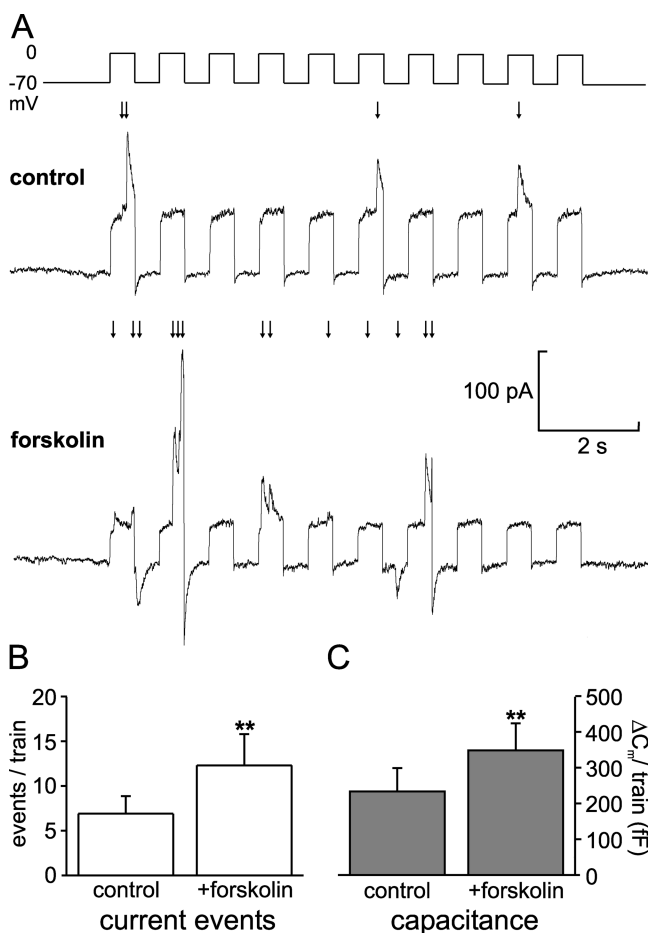 A
0
-70
mV
control
forskolin
100 pA
2 s
B
C
20
15
10
5
0
events / train
**
control
+forskolin
current events
**
500
400
300
200
100
0
ΔCm/ train (fF)
control
+forskolin
capacitance